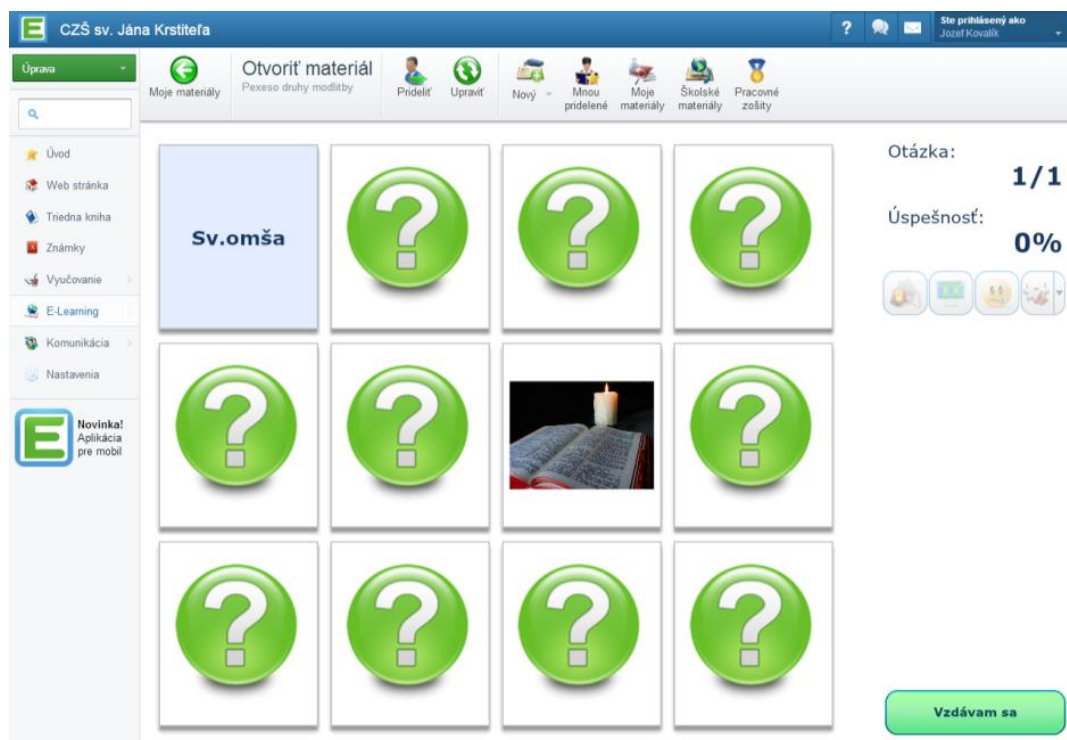 CZŠ sv. Jána Krstiteľa
?
Ste prihlásený ako
Jozef Kovalík
Úprava
Moje materiály
Otvoriť materiál
Pexeso druhy modlitby
Prideliť
Upraviť
Nový
Mnou
pridelené
Moje
materiály
Školské
materiály
Pracovné
zošity
Úvod
Web stránka
Triedna kniha
Známky
Vyučovanie
E-Learning
Komunikácia
Nastavenia
Novinka!
Aplikácia
pre mobil
Sv.omša
?
?
?
?
?
?
?
?
?
?
Otázka:
1/1
Úspešnosť:
0%
Vzdávam sa